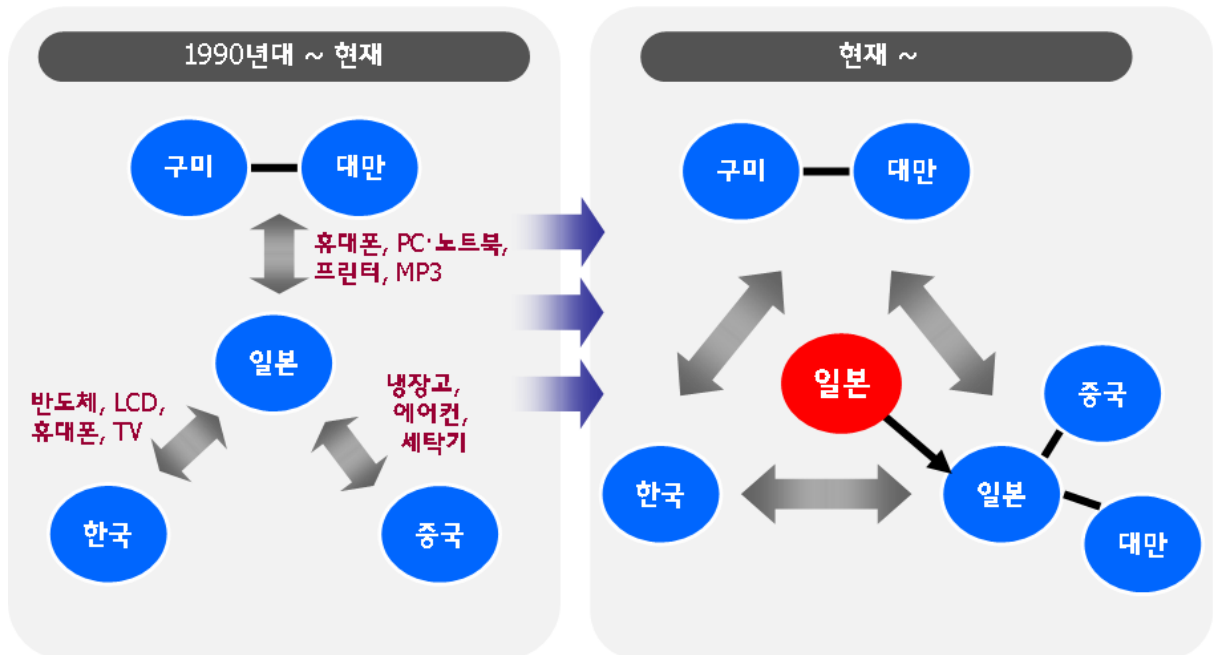 1990년대 ~ 현재
구미
대만
휴대폰, PC·노트북,
프린터, MP3
일본
반도체, LCD,
휴대폰, TV
냉장고,
에어컨,
세탁기
한국
중국
현재 ~
구미
대만
일본
중국
한국
일본
대만